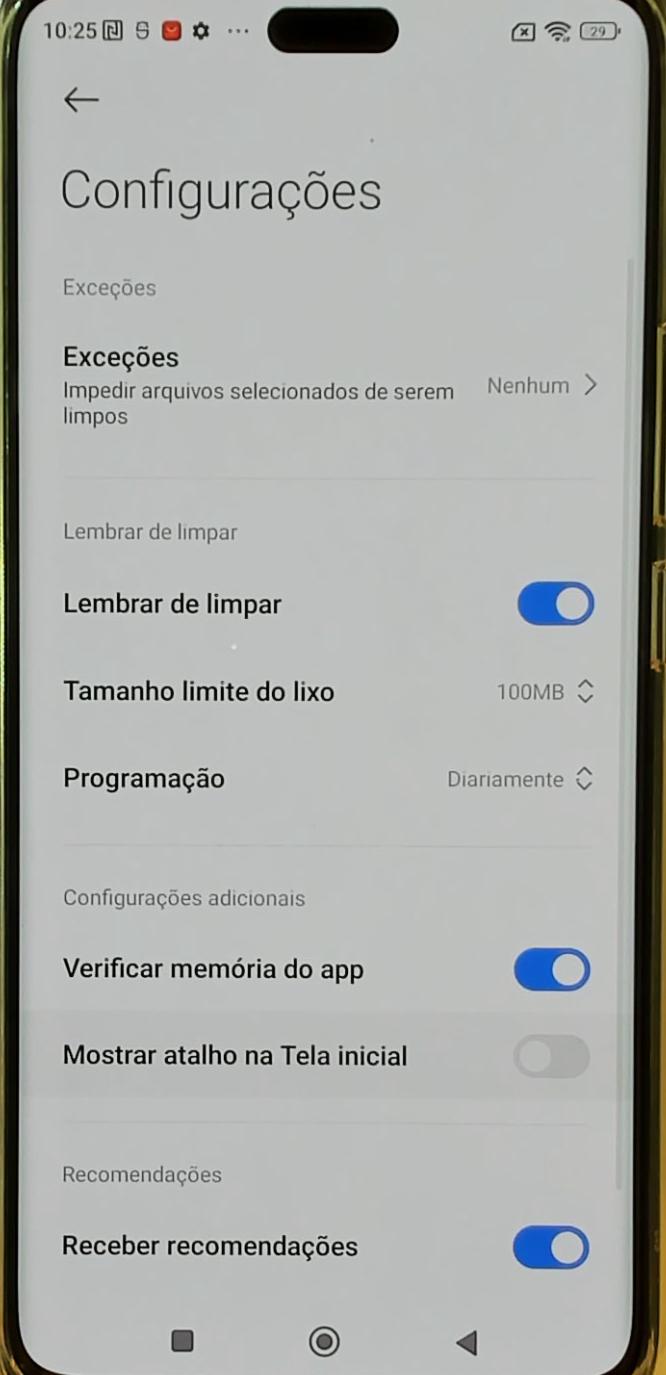 10:25
29
Configurações
Exceções
Exceções
Impedir arquivos selecionados de serem
limpos
Nenhum
Lembrar de limpar
Lembrar de limpar
Tamanho limite do lixo
100MB
Programação
Diariamente
Configurações adicionais
Verificar memória do app
Mostrar atalho na Tela inicial
Recomendações
Receber recomendações